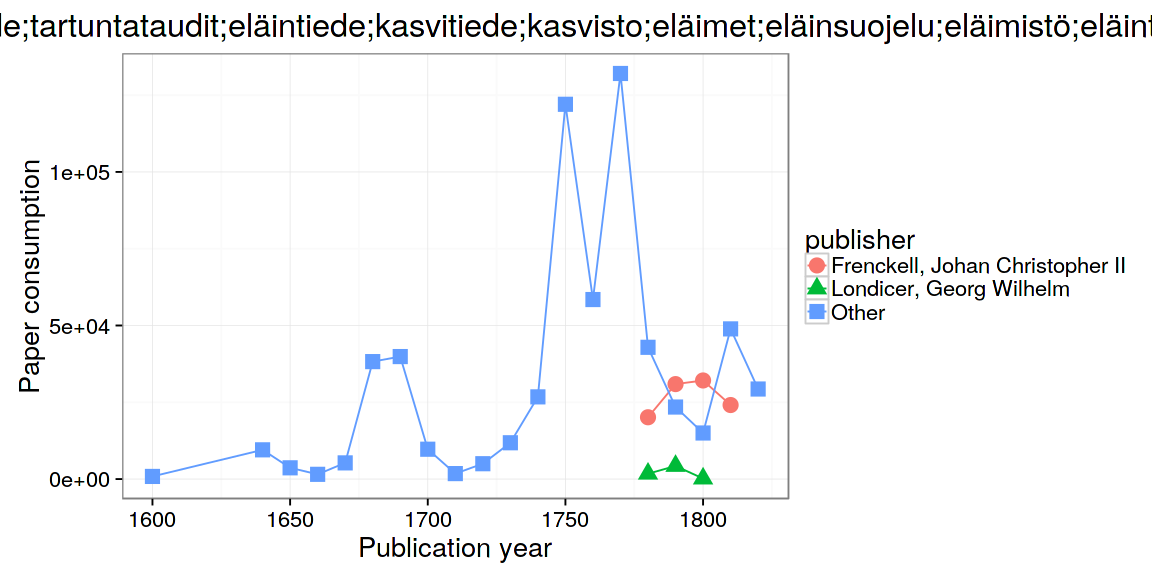 le;tartuntataudit;eläintiede;kasvitiede;kasvisto;eläimet;eläinsuojelu;eläimistö;eläint
1e+05
5e+04
0e+00
Paper consumption
1600 1650 1700 1750 1800
Publication year
publisher
Frenckell, Johan Christopher II
Londicer, Georg Wilhelm
Other